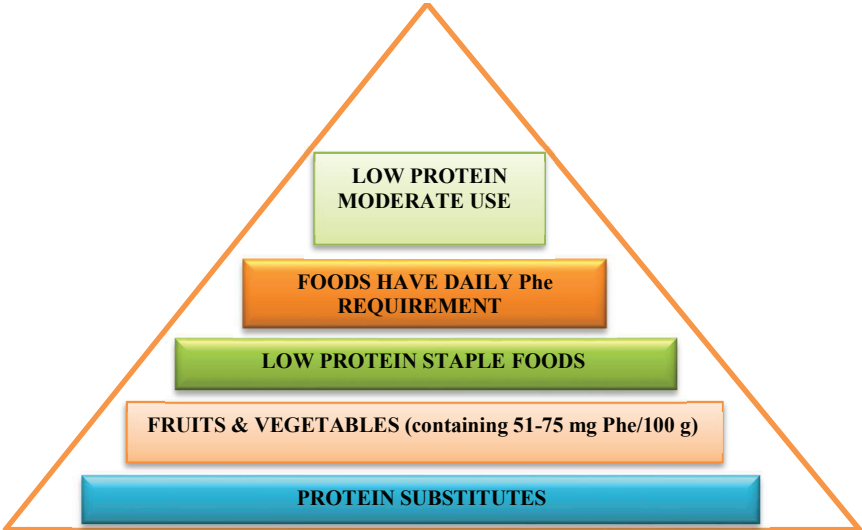 LOW PROTEIN
MODERATE USE
FOODS HAVE DAILY Phe
REQUIREMENT
LOW PROTEIN STAPLE FOODS
FRUITS & VEGETABLES (containing 51-75 mg Phe/100 g)
PROTEIN SUBSTITUTES